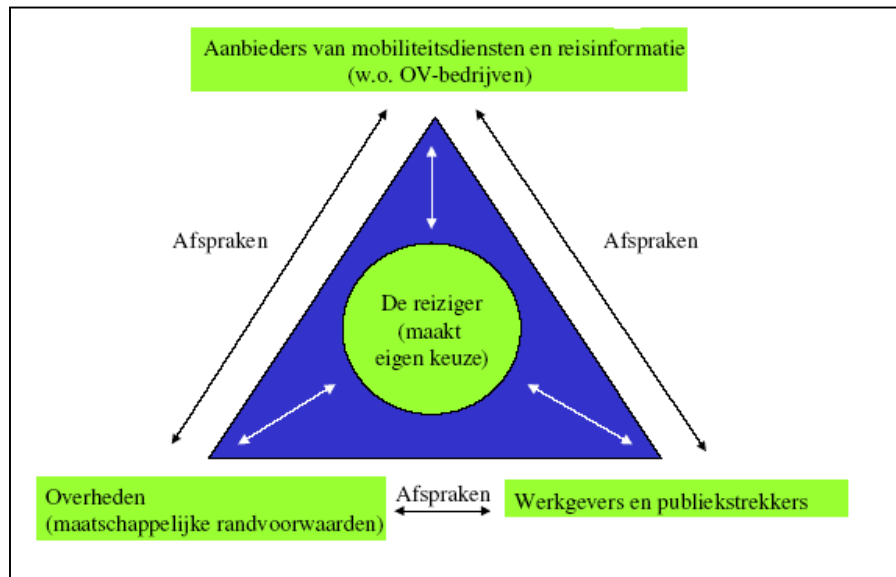 Aanbieders van mobiliteitsdiensten en reisinformatie
(w.o. OV-bedrijven)
Afspraken
Afspraken
De reiziger
(maakt
eigen keuze)
Overheden
(maatschappelijke randvoorwaarden)
Afspraken
Werkgevers en publiekstrekkers